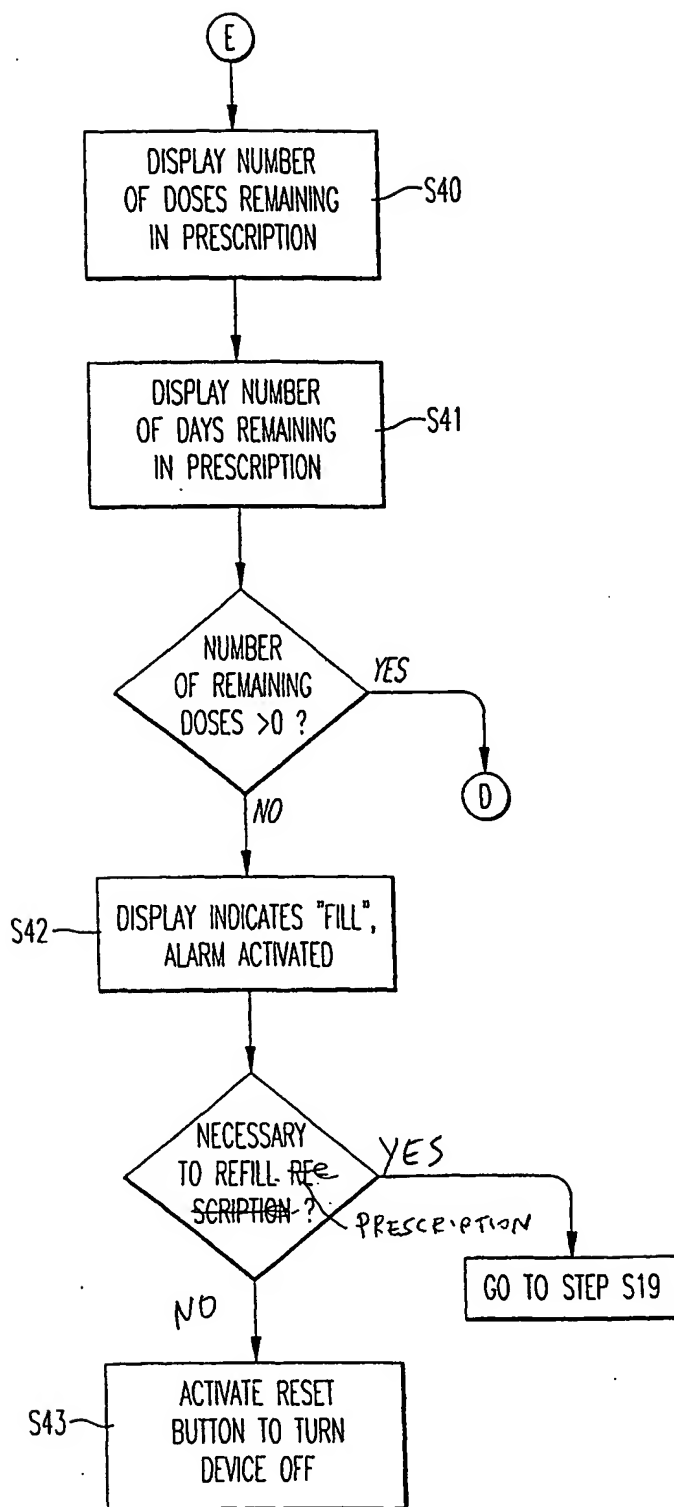 E
DISPLAY NUMBER
OF DOSES REMAINING
IN PRESCRIPTION
S40
DISPLAY NUMBER
OF DAYS REMAINING
IN PRESCRIPTION
S41
NUMBER
OF REMAINING
DOSES >0 ?
YES
D
NO
S42
DISPLAY INDICATES "FILL",
ALARM ACTIVATED
NECESSARY
TO REFILL REe
SCRIPTION ?
YES
PRESCRIPTION
GO TO STEP S19
NO
S43
ACTIVATE RESET
BUTTON TO TURN
DEVICE OFF